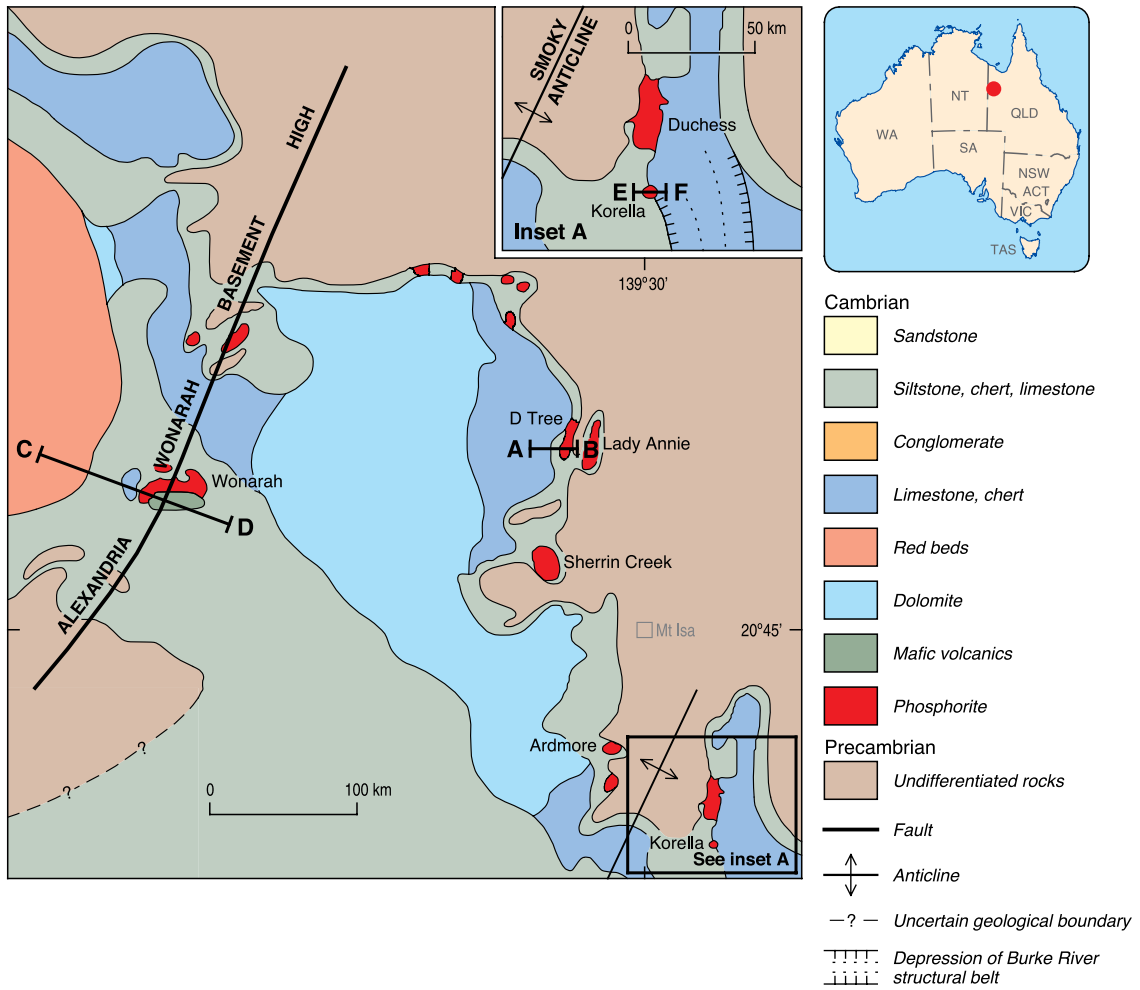 HIGH
BASEMENT
WONARAH
ALEXANDRIA
C
D
Wonarah
D Tree
A
B
Lady Annie
Sherrin Creek
Mt Isa
20°45'
139°30'
Ardmore
Korella
See inset A
?
?
0
100 km
SMOKY
ANTICLINE
0
50 km
Duchess
E
F
Korella
Inset A
WA
NT
SA
QLD
NSW
ACT
VIC
TAS
Cambrian
Sandstone
Siltstone, chert, limestone
Conglomerate
Limestone, chert
Red beds
Dolomite
Mafic volcanics
Phosphorite
Precambrian
Undifferentiated rocks
Fault
Anticline
? Uncertain geological boundary
Depression of Burke River
structural belt